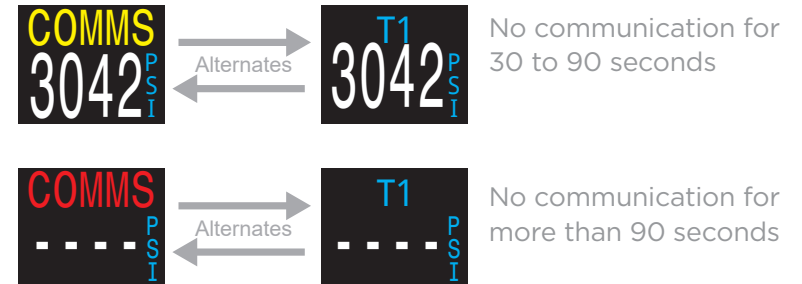 COMMS
3042 PSI
Alternates
T1
3042 PSI
No communication for
30 to 90 seconds
COMMS
---- PSI
Alternates
T1
---- PSI
No communication for
more than 90 seconds